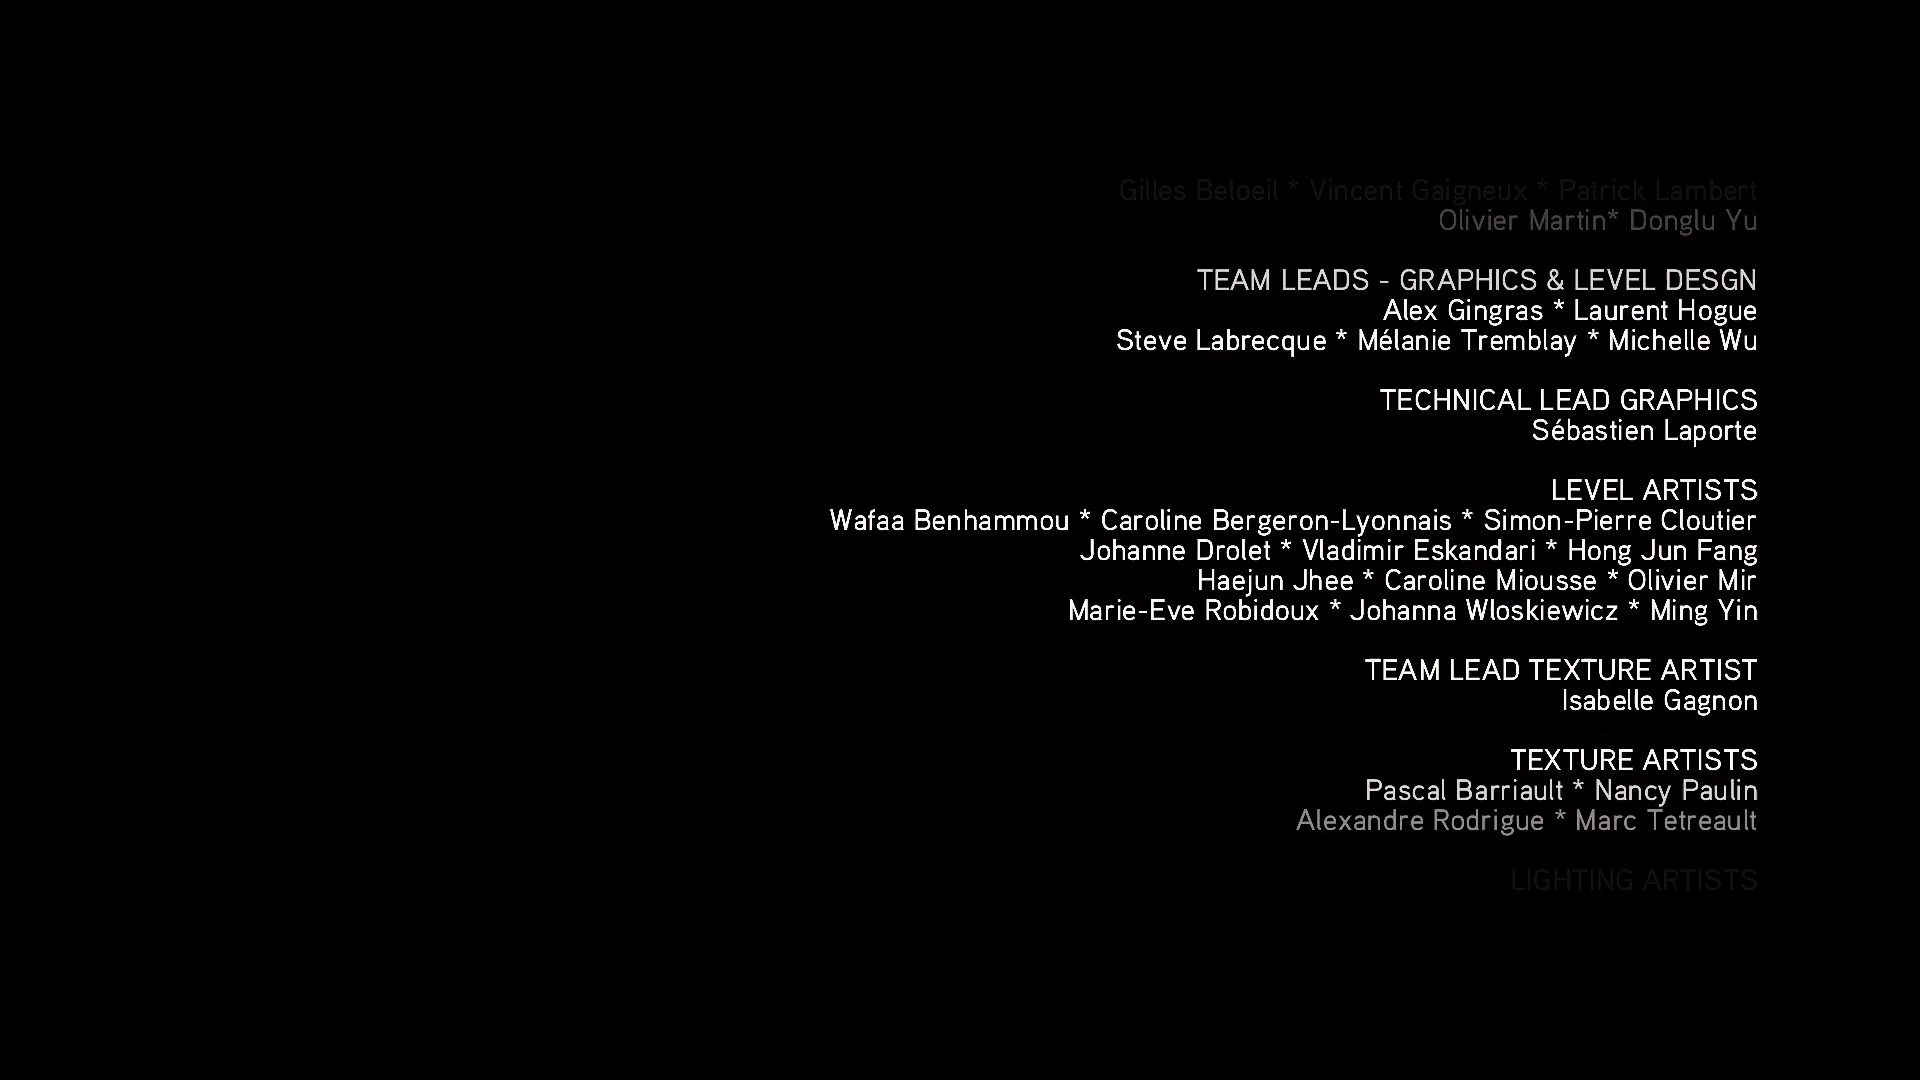 Gilles Beloeil * Vincent Gaigneux * Patrick Lambert
Olivier Martin* Donglu Yu
TEAM LEADS - GRAPHICS & LEVEL DESGN
Alex Gingras * Laurent Hogue
Steve Labrecque * Mélanie Tremblay * Michelle Wu
TECHNICAL LEAD GRAPHICS
Sébastien Laporte
LEVEL ARTISTS
Wafaa Benhammou * Caroline Bergeron-Lyonnais * Simon-Pierre Cloutier
Johanne Drolet * Vladimir Eskandari * Hong Jun Fang
Haejun Jhee * Caroline Miousse * Olivier Mir
Marie-Eve Robidoux * Johanna Wloskiewicz * Ming Yin
TEAM LEAD TEXTURE ARTIST
Isabelle Gagnon
TEXTURE ARTISTS
Pascal Barriault * Nancy Paulin
Alexandre Rodrigue * Marc Tetreault
LIGHTING ARTISTS